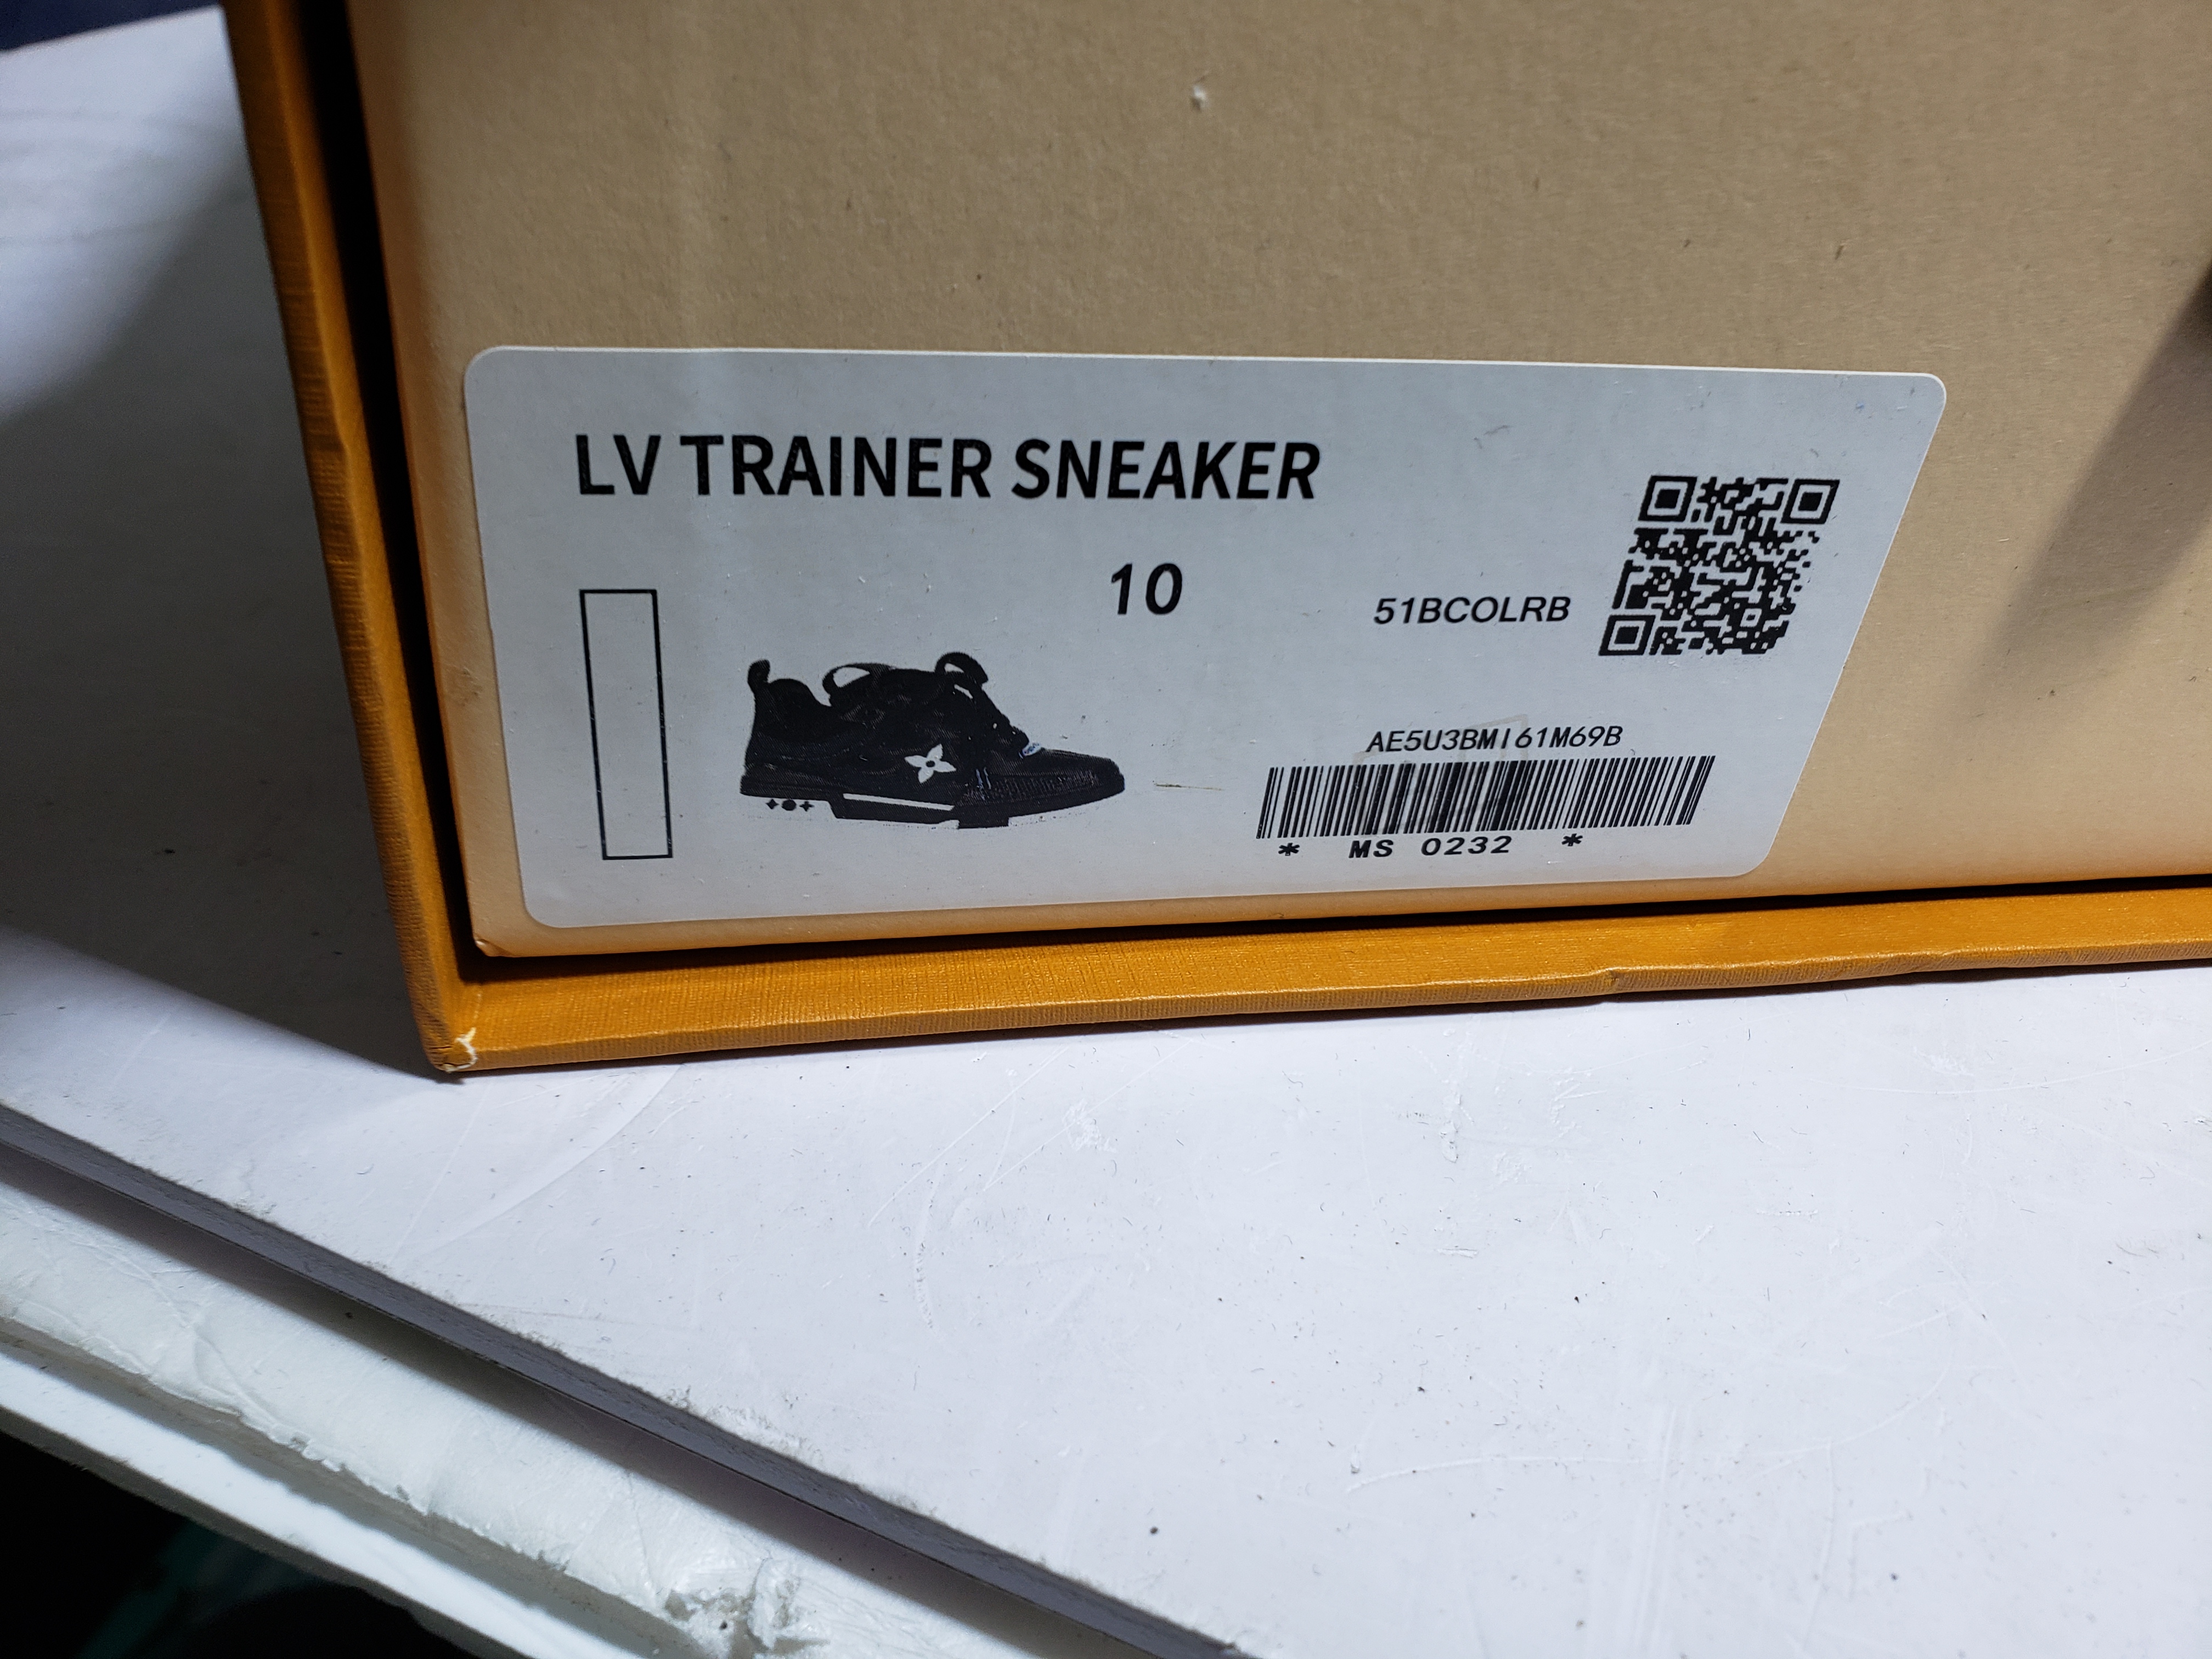 LV TRAINER SNEAKER
10
51BCOLRB
AE5U3BMI61M69B
* MS 0232 *